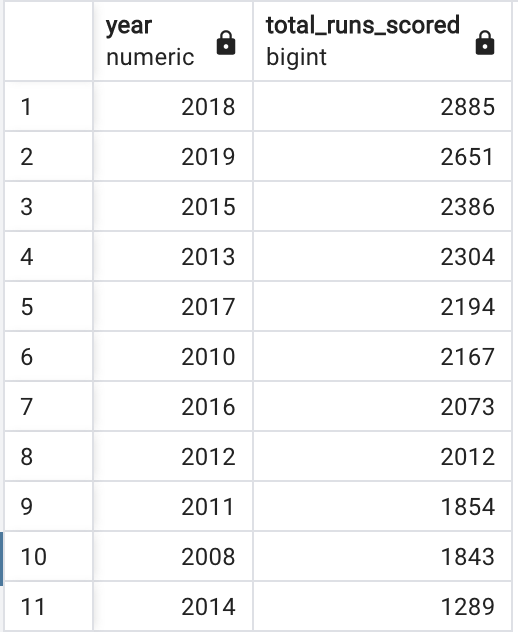 year total_runs_scored
numeric bigint
1 2018 2885
2 2019 2651
3 2015 2386
4 2013 2304
5 2017 2194
6 2010 2167
7 2016 2073
8 2012 2012
9 2011 1854
10 2008 1843
11 2014 1289